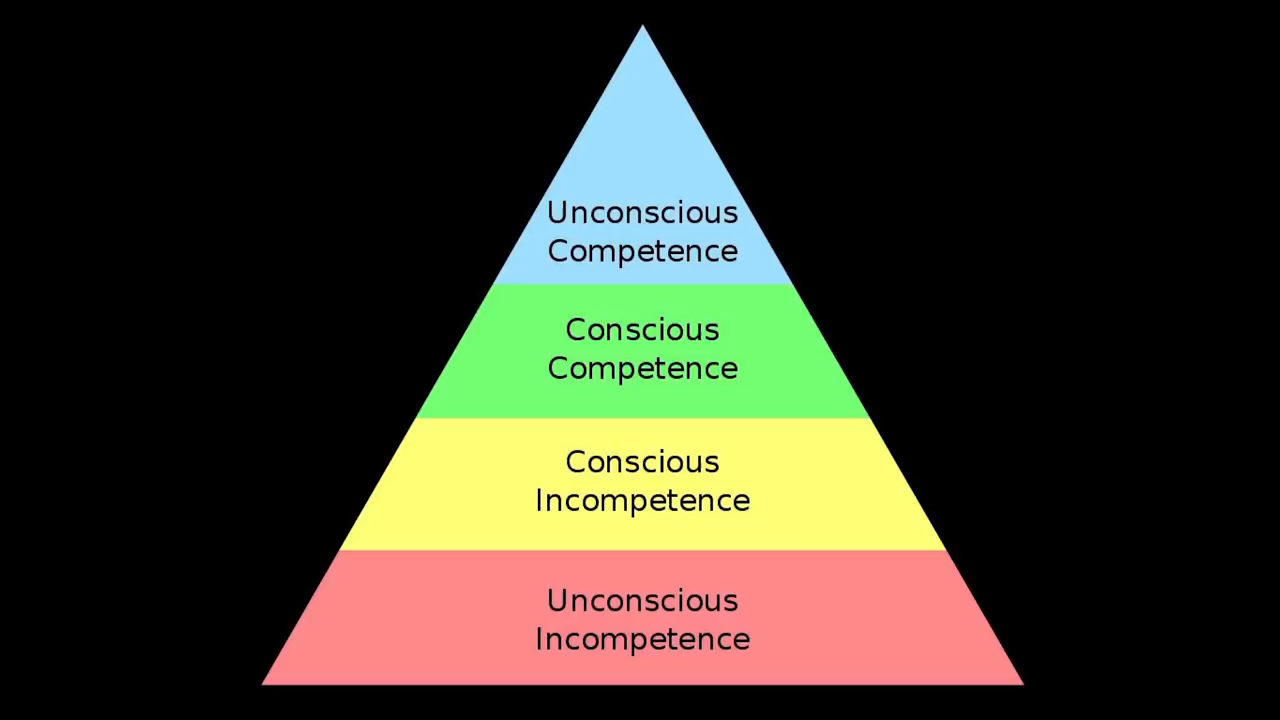 Unconscious
Competence
Conscious
Competence
Conscious
Incompetence
Unconscious
Incompetence